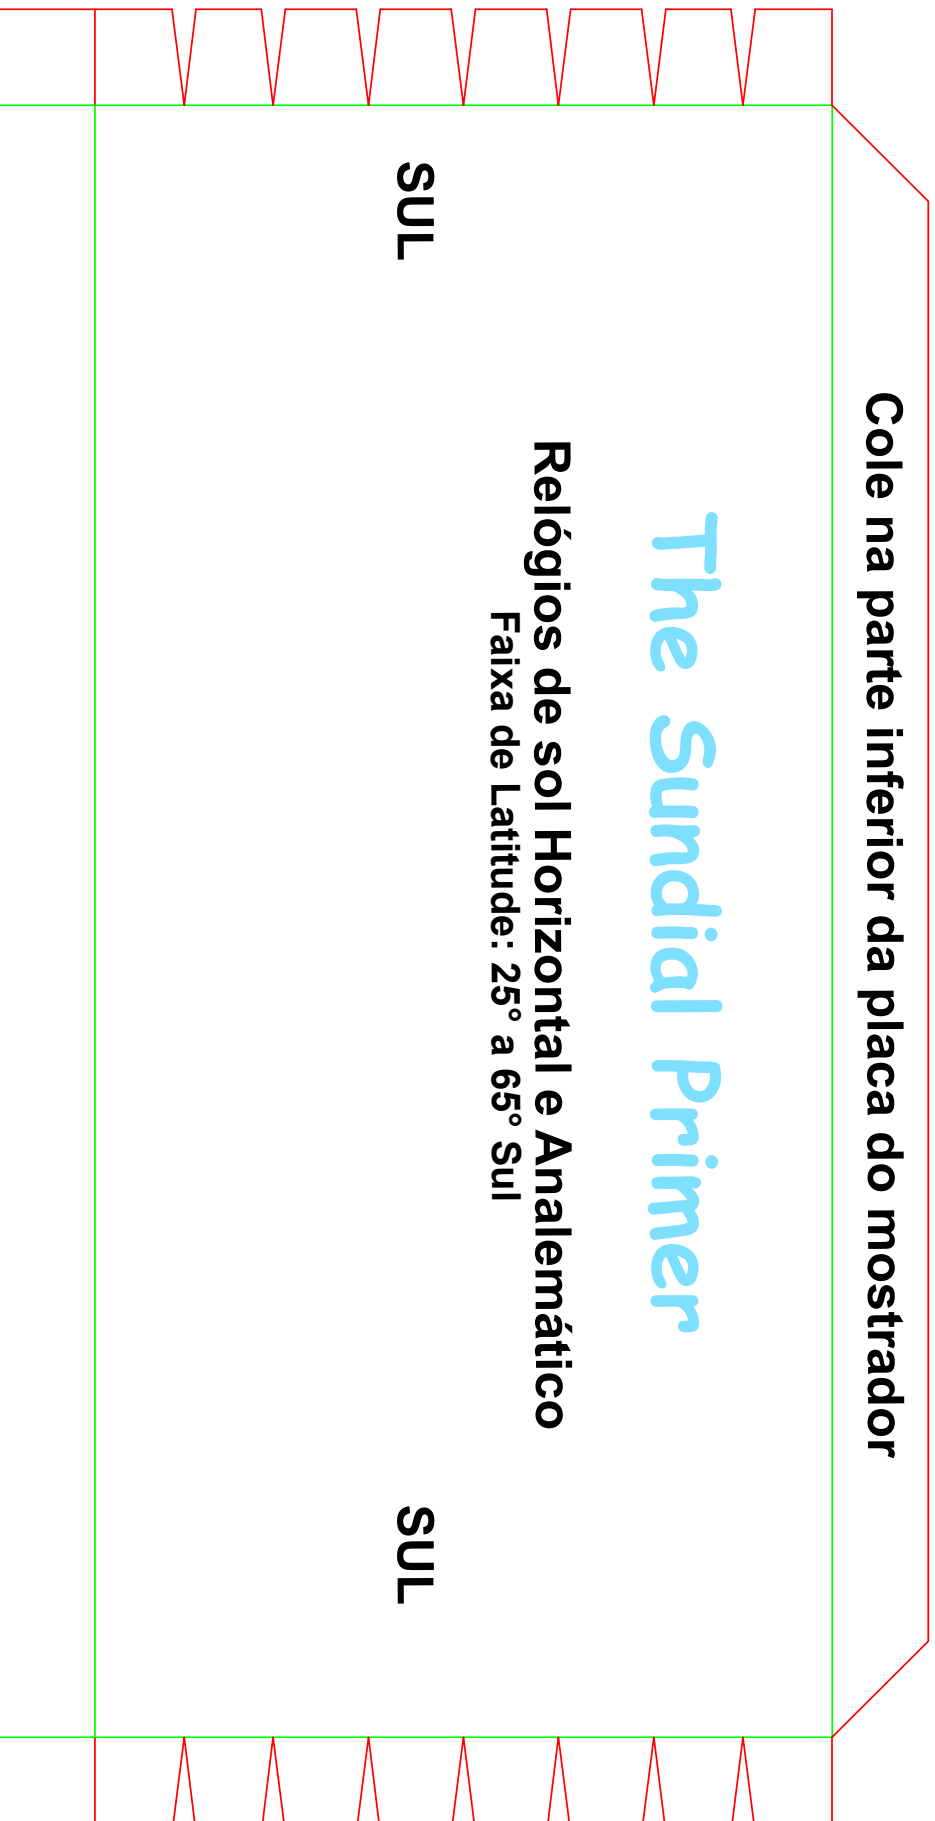 Cole na parte inferior da placa do mostrador
The Sundial Primer
Relógios de sol Horizontal e Analemático
Faixa de Latitude: 25° a 65° Sul
SUL
SUL